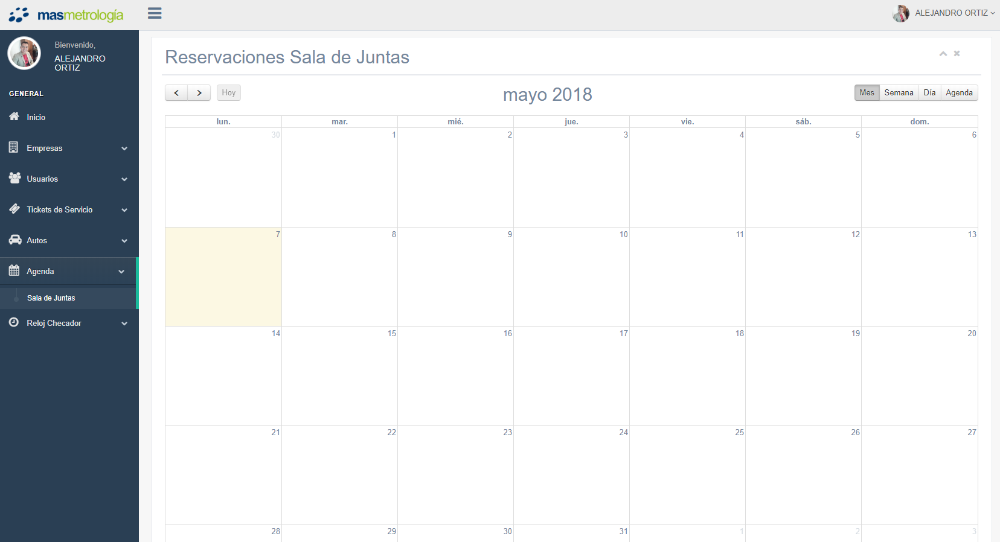 masmetrología
ALEJANDRO ORTIZ
Bienvenido,
ALEJANDRO
ORTIZ
GENERAL
Inicio
Empresas
Usuarios
Tickets de Servicio
Autos
Agenda
Sala de Juntas
Reloj Checador
Reservaciones Sala de Juntas
Hoy
mayo 2018
Mes Semana Día Agenda
lun. mar. mié. jue. vie. sáb. dom.
30 1 2 3 4 5 6
7 8 9 10 11 12 13
14 15 16 17 18 19 20
21 22 23 24 25 26 27
28 29 30 31 1 2 3